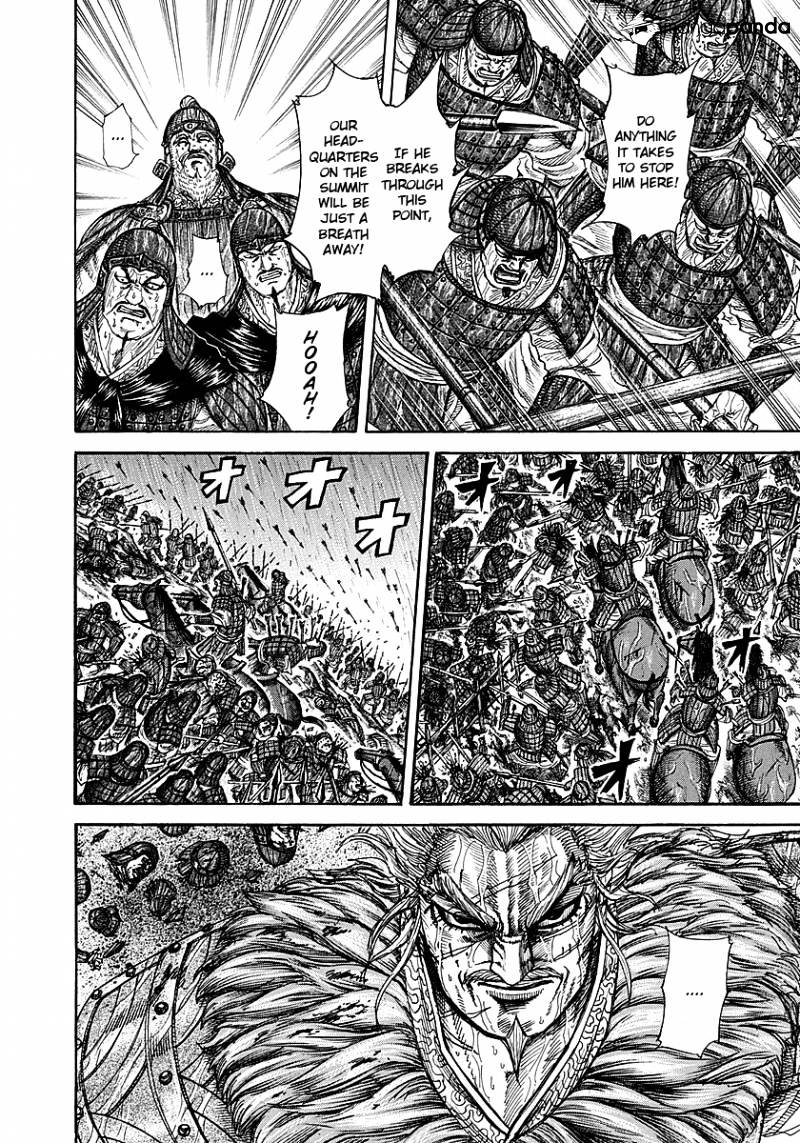 panda
DO
ANYTHING
IT TAKES
TO STOP
HIM HERE!
IF HE
BREAKS
THROUGH
THIS
POINT,
OUR
HEAD-
QUARTERS
ON THE
SUMMIT
WILL BE
JUST A
BREATH
AWAY!
...
...
HOOAH!
オ
オ
オ
オ
オ
オ
オ
....